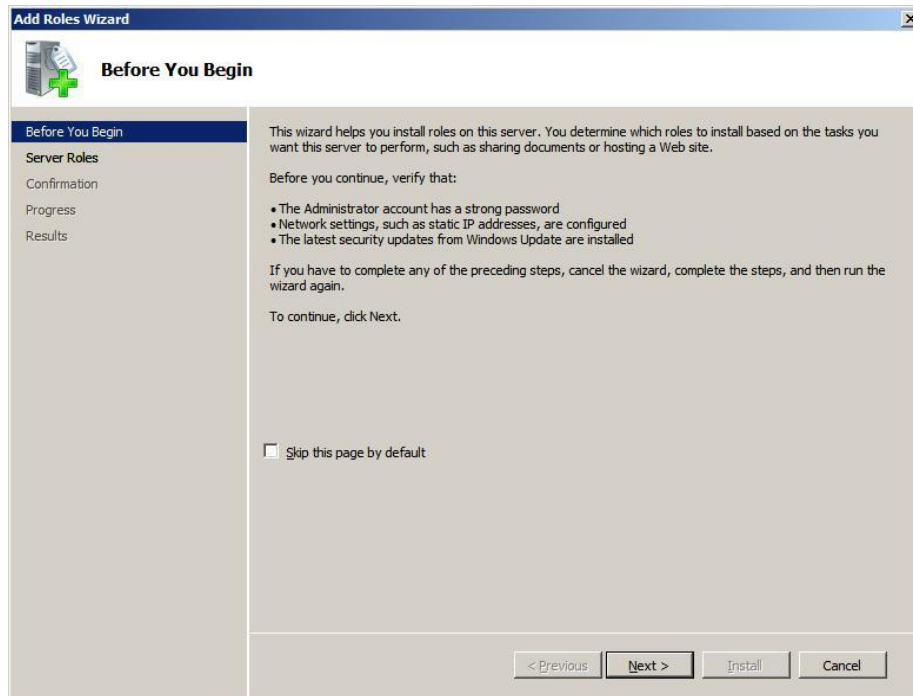 Add Roles Wizard
Before You Begin
Before You Begin
Server Roles
Confirmation
Progress
Results
This wizard helps you install roles on this server. You determine which roles to install based on the tasks you
want this server to perform, such as sharing documents or hosting a Web site.
Before you continue, verify that:
• The Administrator account has a strong password
• Network settings, such as static IP addresses, are configured
• The latest security updates from Windows Update are installed
If you have to complete any of the preceding steps, cancel the wizard, complete the steps, and then run the
wizard again.
To continue, click Next.
Skip this page by default
< Previous Next > Install Cancel